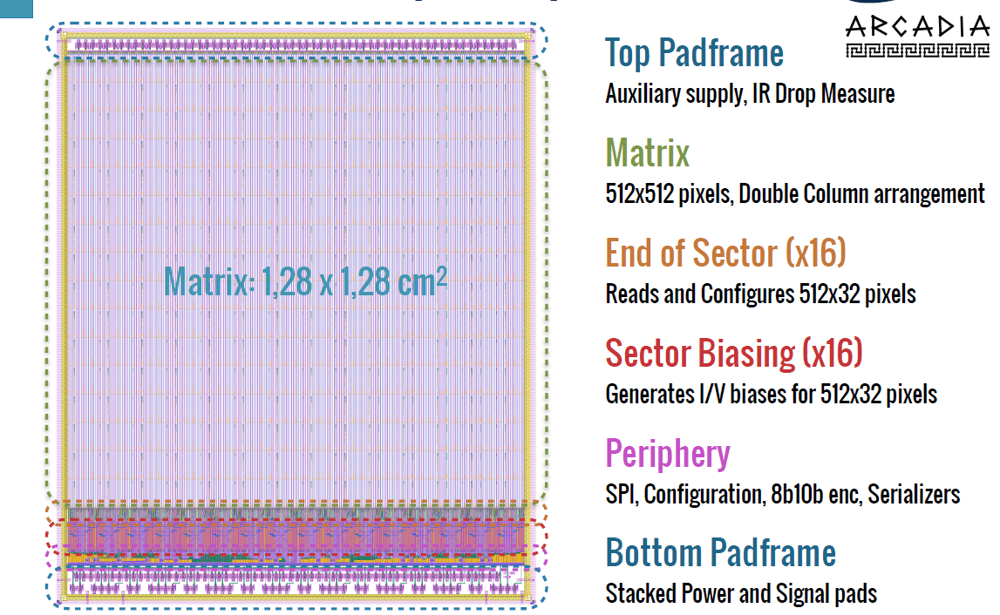 ARCADIA
Top Padframe
Auxiliary supply, IR Drop Measure
Matrix
512x512 pixels, Double Column arrangement
End of Sector (x16)
Reads and Configures 512x32 pixels
Sector Biasing (x16)
Generates I/V biases for 512x32 pixels
Periphery
SPI, Configuration, 8b10b enc, Serializers
Bottom Padframe
Stacked Power and Signal pads
Matrix: 1,28 x 1,28 cm²